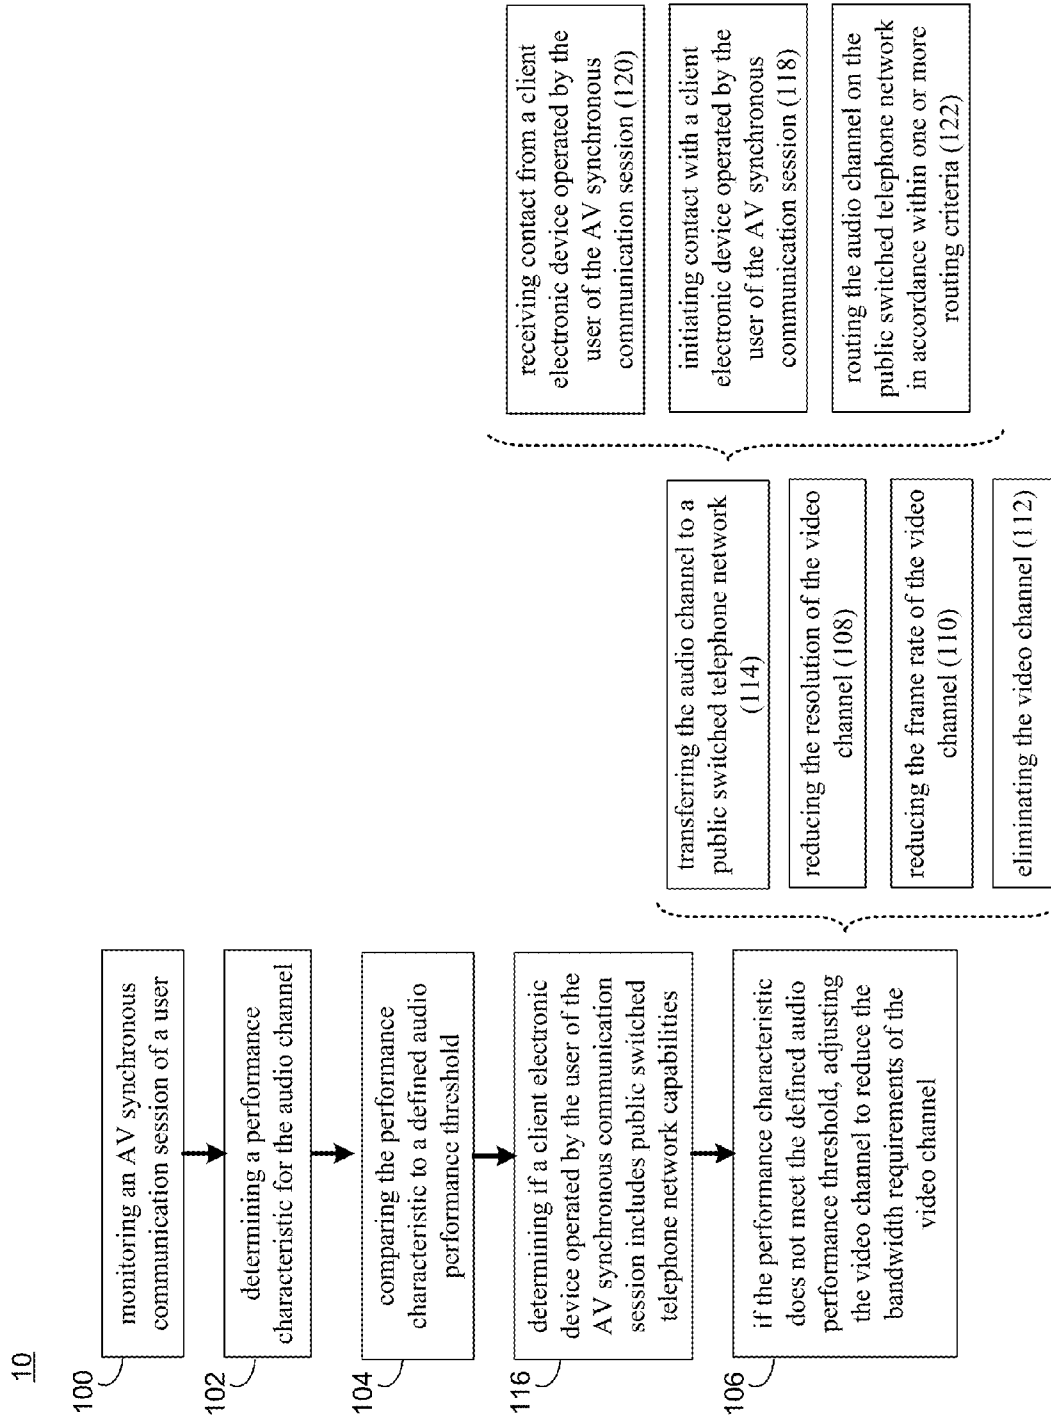 10
100
monitoring an AV synchronous
communication session of a user
102
determining a performance
characteristic for the audio channel
104
comparing the performance
characteristic to a defined audio
performance threshold
116
determining if a client electronic
device operated by the user of the
AV synchronous communication
session includes public switched
telephone network capabilities
106
if the performance characteristic
does not meet the defined audio
performance threshold, adjusting
the video channel to reduce the
bandwidth requirements of the
video channel
transferring the audio channel to a
public switched telephone network
(114)
reducing the resolution of the video
channel (108)
reducing the frame rate of the video
channel (110)
eliminating the video channel (112)
receiving contact from a client
electronic device operated by the
user of the AV synchronous
communication session (120)
initiating contact with a client
electronic device operated by the
user of the AV synchronous
communication session (118)
routing the audio channel on the
public switched telephone network
in accordance within one or more
routing criteria (122)